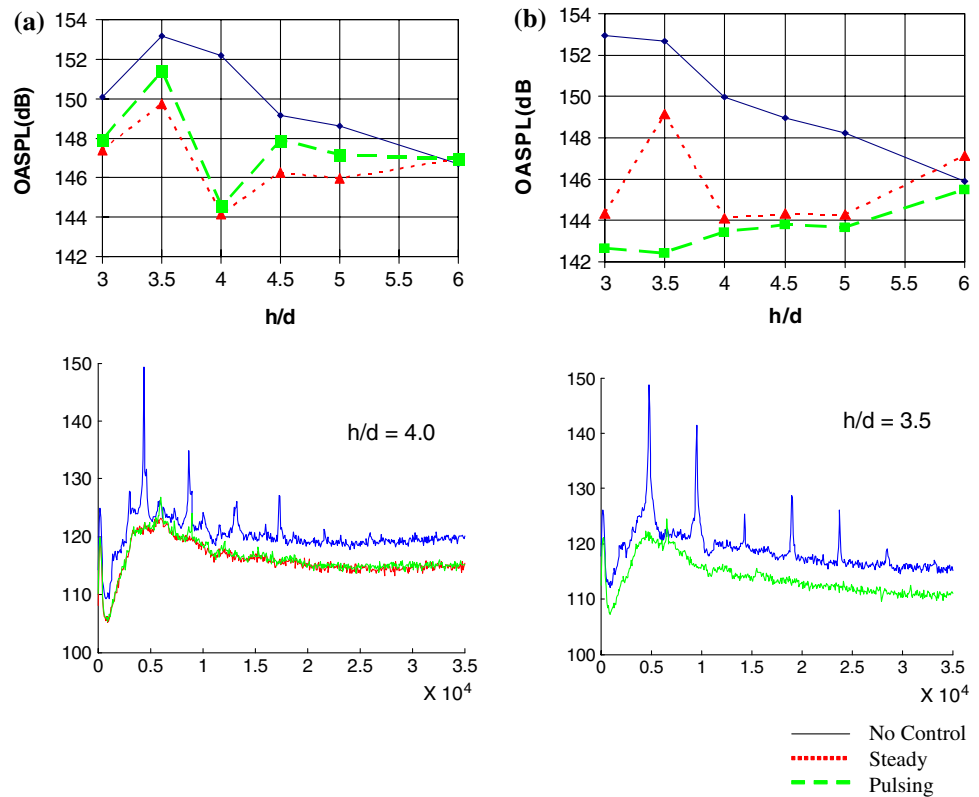 (a)
154
152
150
148
146
144
142
OASPL(dB)
3 3.5 4 4.5 5 5.5 6
h/d
(b)
154
152
150
148
146
144
142
OASPL(dB
3 3.5 4 4.5 5 5.5 6
h/d
150
140
130
120
110
100
h/d = 4.0
0 0.5 1 1.5 2 2.5 3 3.5
X 10⁴
150
140
130
120
110
100
h/d = 3.5
0 0.5 1 1.5 2 2.5 3 3.5
X 10⁴
No Control
Steady
Pulsing